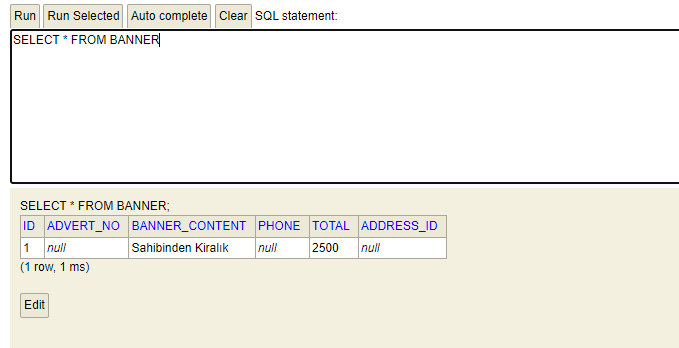 Run Run Selected Auto complete Clear SQL statement:
SELECT * FROM BANNER
SELECT * FROM BANNER;
ID ADVERT_NO BANNER_CONTENT PHONE TOTAL ADDRESS_ID
1 null Sahibinden Kiralık null 2500 null
(1 row, 1 ms)
Edit